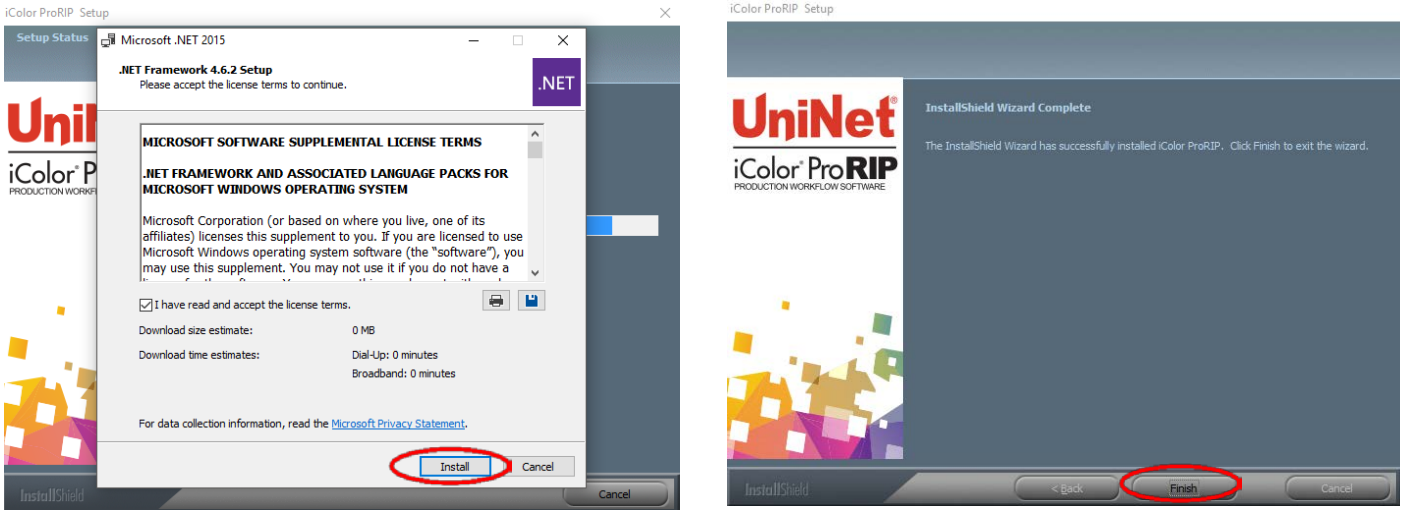 iColor ProRIP Setup
Setup Status
Microsoft .NET 2015
.NET Framework 4.6.2 Setup
Please accept the license terms to continue.
.NET
MICROSOFT SOFTWARE SUPPLEMENTAL LICENSE TERMS
.NET FRAMEWORK AND ASSOCIATED LANGUAGE PACKS FOR
MICROSOFT WINDOWS OPERATING SYSTEM
Microsoft Corporation (or based on where you live, one of its
affiliates) licenses this supplement to you. If you are licensed to use
Microsoft Windows operating system software (the “software”), you
may use this supplement. You may not use it if you do not have a
I have read and accept the license terms.
Download size estimate: 0 MB
Download time estimates: Dial-Up: 0 minutes
Broadband: 0 minutes
For data collection information, read the Microsoft Privacy Statement.
Install Cancel
Uni
iColor P
PRODUCTION WORKF
InstallShield
Cancel
iColor ProRIP Setup
UniNet®
iColor® ProRIP
PRODUCTION WORKFLOW SOFTWARE
InstallShield Wizard Complete
The InstallShield Wizard has successfully installed iColor ProRIP. Click Finish to exit the wizard.
InstallShield
< Back Finish Cancel